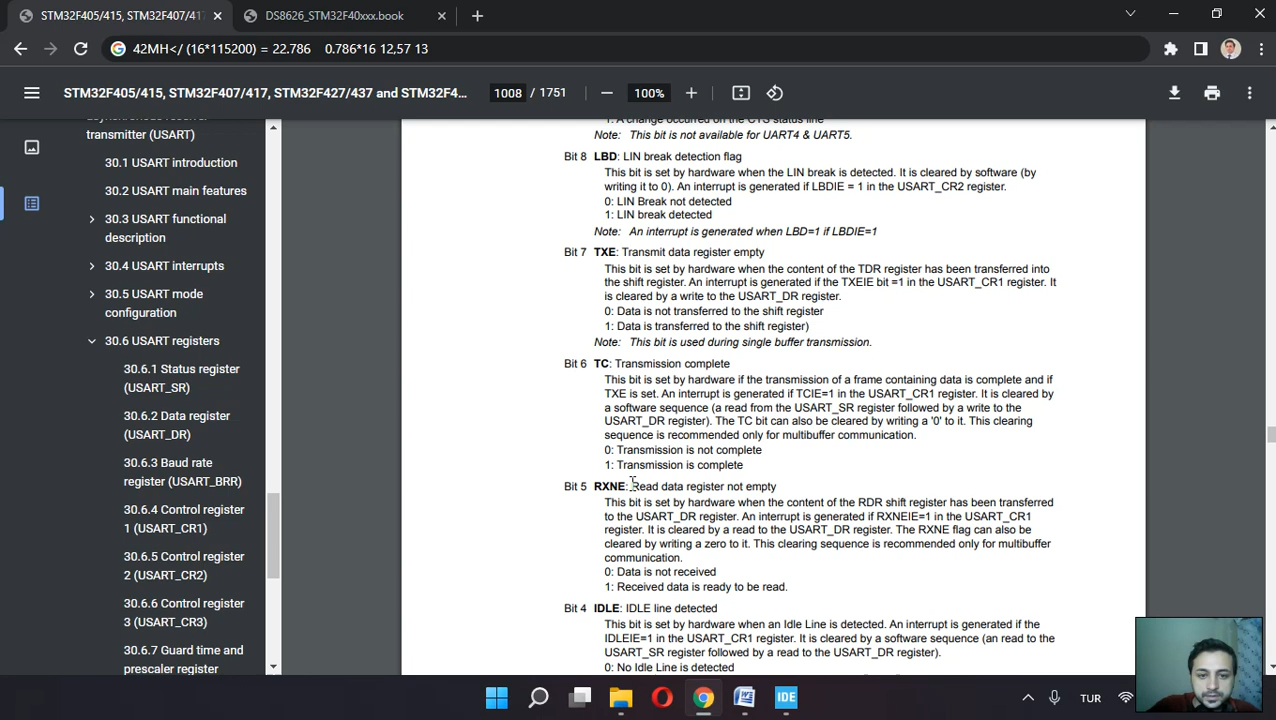 STM32F405/415, STM32F407/417
DS8626_STM32F40xxx.book
42MH</ (16*115200) = 22.786 0.786*16 12,57 13
STM32F405/415, STM32F407/417, STM32F427/437 and STM32F4...
1008 / 1751
100%
transmitter (USART)
30.1 USART introduction
30.2 USART main features
30.3 USART functional
description
30.4 USART interrupts
30.5 USART mode
configuration
30.6 USART registers
30.6.1 Status register
(USART_SR)
30.6.2 Data register
(USART_DR)
30.6.3 Baud rate
register (USART_BRR)
30.6.4 Control register
1 (USART_CR1)
30.6.5 Control register
2 (USART_CR2)
30.6.6 Control register
3 (USART_CR3)
30.6.7 Guard time and
prescaler register
1: A change occurred on the CTS status line
Note: This bit is not available for UART4 & UART5.
Bit 8 LBD: LIN break detection flag
This bit is set by hardware when the LIN break is detected. It is cleared by software (by
writing it to 0). An interrupt is generated if LBDIE = 1 in the USART_CR2 register.
0: LIN Break not detected
1: LIN break detected
Note: An interrupt is generated when LBD=1 if LBDIE=1
Bit 7 TXE: Transmit data register empty
This bit is set by hardware when the content of the TDR register has been transferred into
the shift register. An interrupt is generated if the TXEIE bit =1 in the USART_CR1 register. It
is cleared by a write to the USART_DR register.
0: Data is not transferred to the shift register
1: Data is transferred to the shift register)
Note: This bit is used during single buffer transmission.
Bit 6 TC: Transmission complete
This bit is set by hardware if the transmission of a frame containing data is complete and if
TXE is set. An interrupt is generated if TCIE=1 in the USART_CR1 register. It is cleared by
a software sequence (a read from the USART_SR register followed by a write to the
USART_DR register). The TC bit can also be cleared by writing a '0' to it. This clearing
sequence is recommended only for multibuffer communication.
0: Transmission is not complete
1: Transmission is complete
Bit 5 RXNE: Read data register not empty
This bit is set by hardware when the content of the RDR shift register has been transferred
to the USART_DR register. An interrupt is generated if RXNEIE=1 in the USART_CR1
register. It is cleared by a read to the USART_DR register. The RXNE flag can also be
cleared by writing a zero to it. This clearing sequence is recommended only for multibuffer
communication.
0: Data is not received
1: Received data is ready to be read.
Bit 4 IDLE: IDLE line detected
This bit is set by hardware when an Idle Line is detected. An interrupt is generated if the
IDLEIE=1 in the USART_CR1 register. It is cleared by a software sequence (an read to the
USART_SR register followed by a read to the USART_DR register).
0: No Idle Line is detected
IDE
TUR